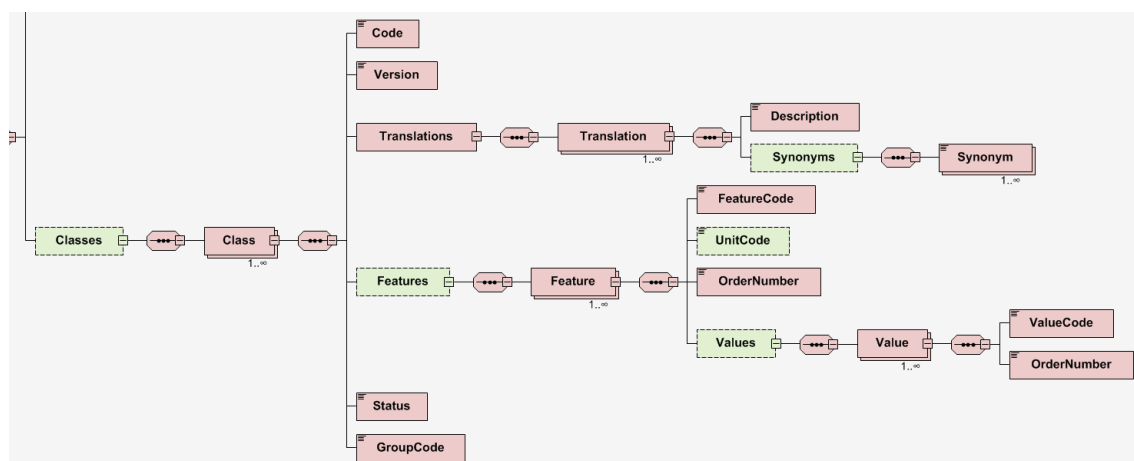 Code
Version
Translations
Translation
1..∞
Description
Synonyms
Synonym
1..∞
Classes
Class
1..∞
Features
Feature
1..∞
FeatureCode
UnitCode
OrderNumber
Values
Value
1..∞
ValueCode
OrderNumber
Status
GroupCode